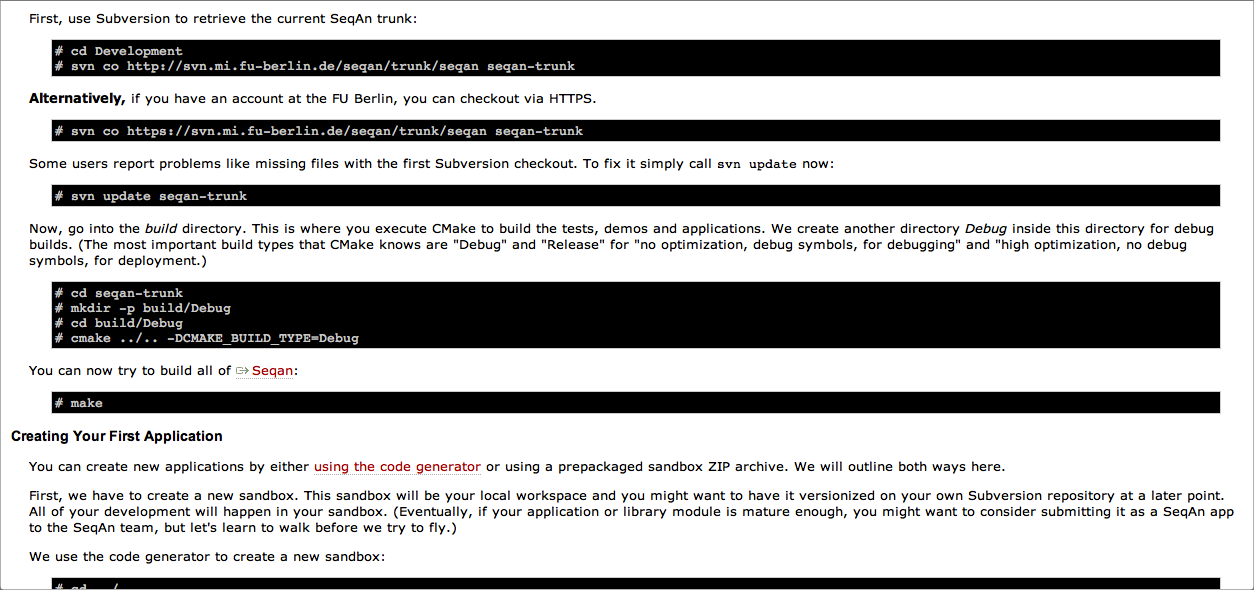 First, use Subversion to retrieve the current SeqAn trunk:
# cd Development
# svn co http://svn.mi.fu-berlin.de/seqan/trunk/seqan seqan-trunk
Alternatively, if you have an account at the FU Berlin, you can checkout via HTTPS.
# svn co https://svn.mi.fu-berlin.de/seqan/trunk/seqan seqan-trunk
Some users report problems like missing files with the first Subversion checkout. To fix it simply call svn update now:
# svn update seqan-trunk
Now, go into the build directory. This is where you execute CMake to build the tests, demos and applications. We create another directory Debug inside this directory for debug
builds. (The most important build types that CMake knows are "Debug" and "Release" for "no optimization, debug symbols, for debugging" and "high optimization, no debug
symbols, for deployment.)
# cd seqan-trunk
# mkdir -p build/Debug
# cd build/Debug
# cmake ../.. -DCMAKE_BUILD_TYPE=Debug
You can now try to build all of Seqan:
# make
Creating Your First Application
You can create new applications by either using the code generator or using a prepackaged sandbox ZIP archive. We will outline both ways here.
First, we have to create a new sandbox. This sandbox will be your local workspace and you might want to have it versionized on your own Subversion repository at a later point.
All of your development will happen in your sandbox. (Eventually, if your application or library module is mature enough, you might want to consider submitting it as a SeqAn app
to the SeqAn team, but let's learn to walk before we try to fly.)
We use the code generator to create a new sandbox: